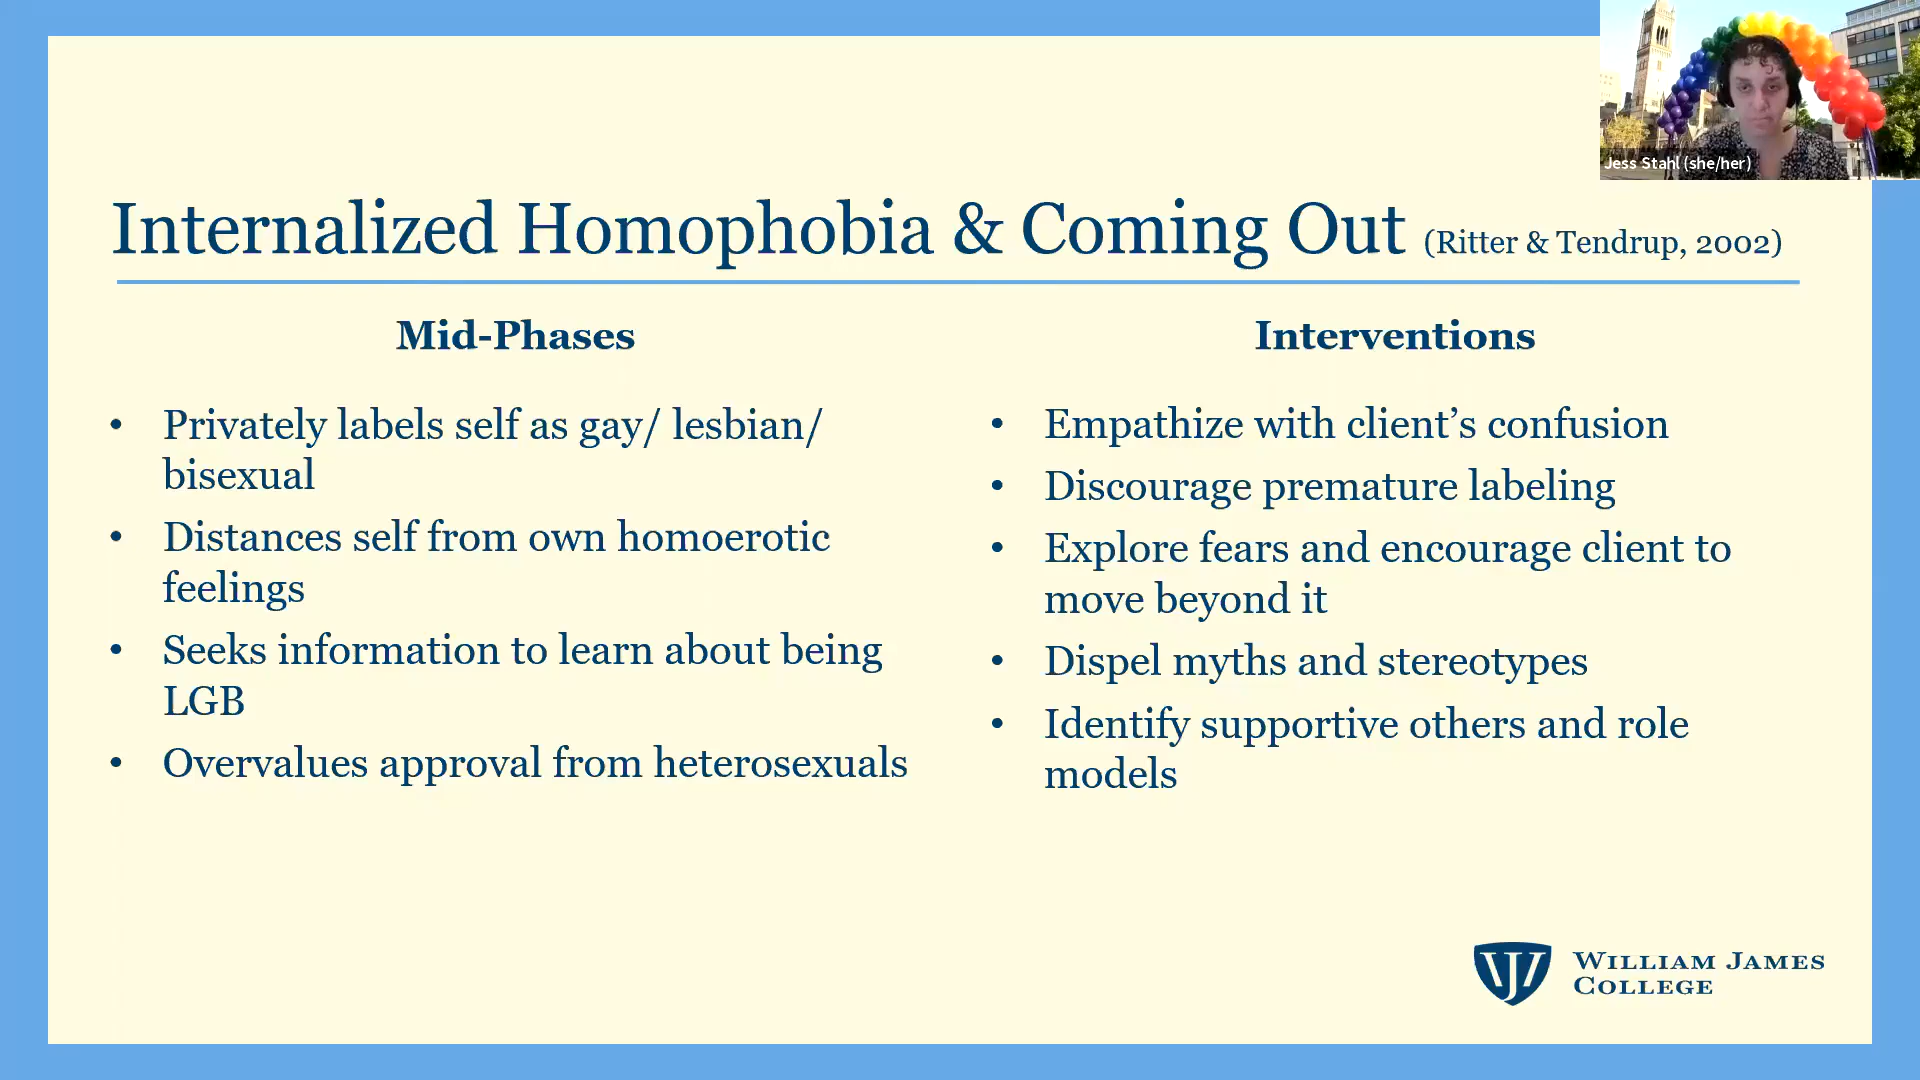 Jess Stahl (she/her)
Internalized Homophobia & Coming Out (Ritter & Tendrup, 2002)
Mid-Phases
• Privately labels self as gay/ lesbian/
bisexual
• Distances self from own homoerotic
feelings
• Seeks information to learn about being
LGB
• Overvalues approval from heterosexuals
Interventions
• Empathize with client’s confusion
• Discourage premature labeling
• Explore fears and encourage client to
move beyond it
• Dispel myths and stereotypes
• Identify supportive others and role
models
WILLIAM JAMES
COLLEGE